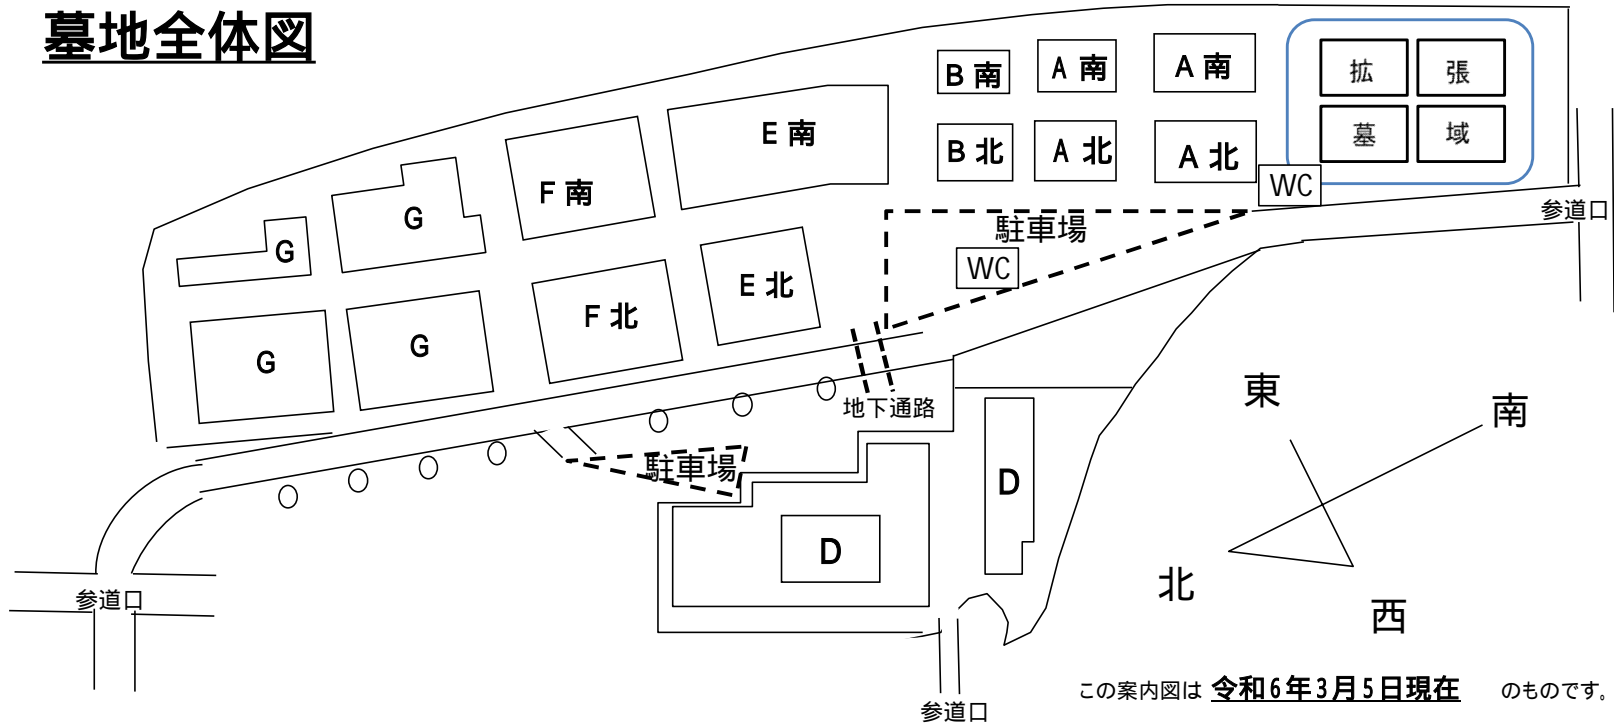 墓地全体図
B 南
A 南
A 南
拡
張
B 北
A 北
A 北
墓
域
WC
参道口
E 南
F 南
G
G
駐車場
WC
E 北
F 北
G
G
地下通路
駐車場
D
D
東
南
北
西
参道口
参道口
この案内図は 令和6年3月5日現在 のものです。